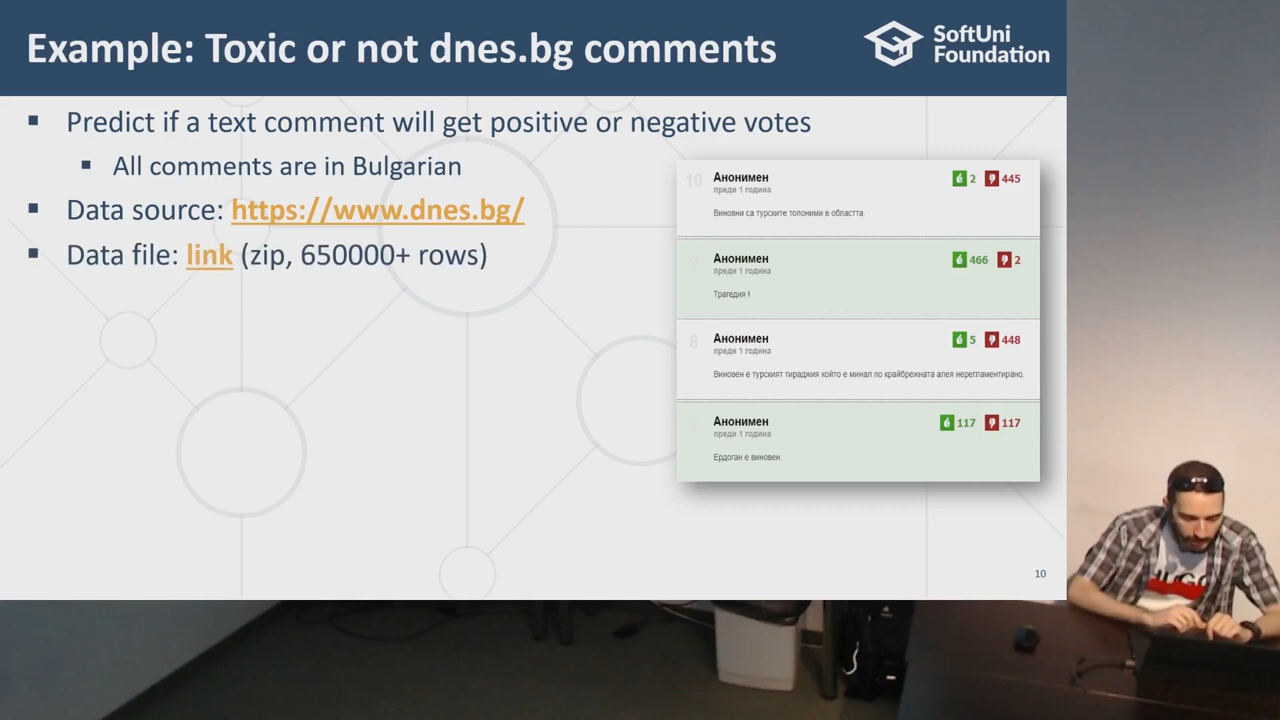 Example: Toxic or not dnes.bg comments
SoftUni
Foundation
Predict if a text comment will get positive or negative votes
All comments are in Bulgarian
Data source: https://www.dnes.bg/
Data file: link (zip, 650000+ rows)
10 Анонимен 2 445
преди 1 година
Виновни са турските топоними в областта.
Анонимен 466 2
преди 1 година
Трагедия !
8 Анонимен 5 448
преди 1 година
Виновен е турският тираджия който е минал по крайбрежната алея нерегламентирано.
7 Анонимен 117 117
преди 1 година
Ердоган е виновен.
10